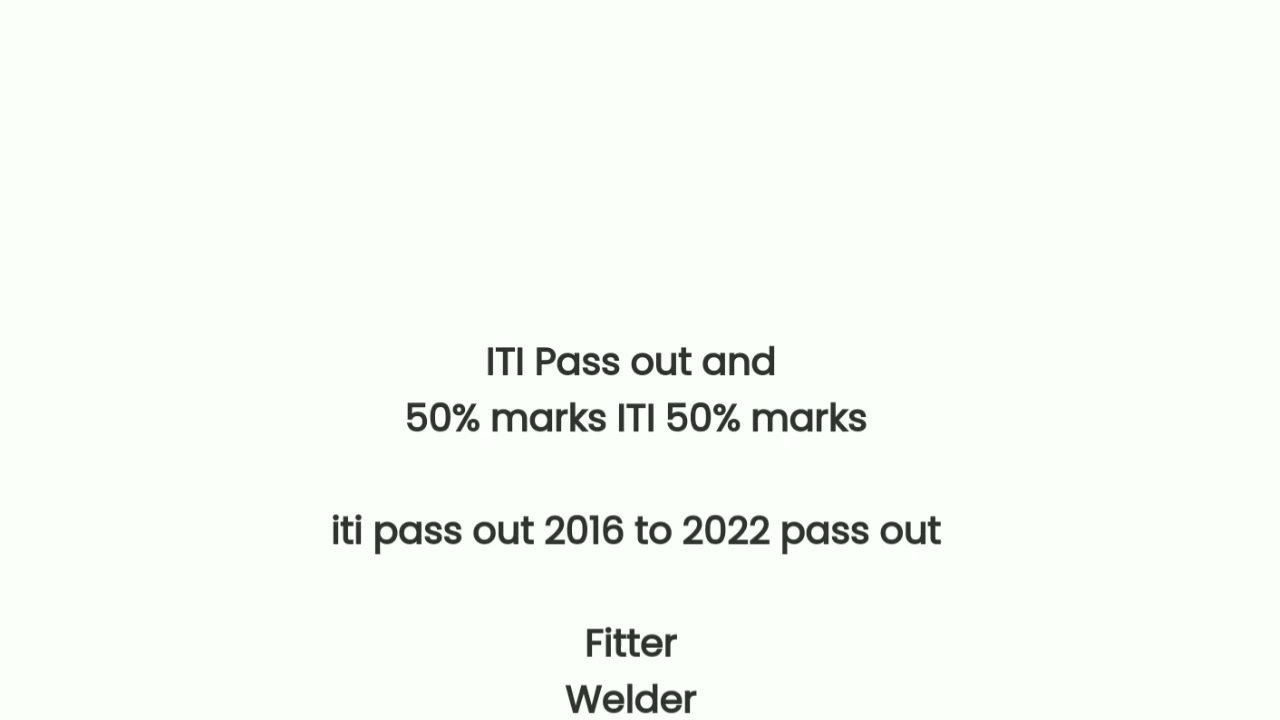 ITI Pass out and
50% marks ITI 50% marks
iti pass out 2016 to 2022 pass out
Fitter
Welder